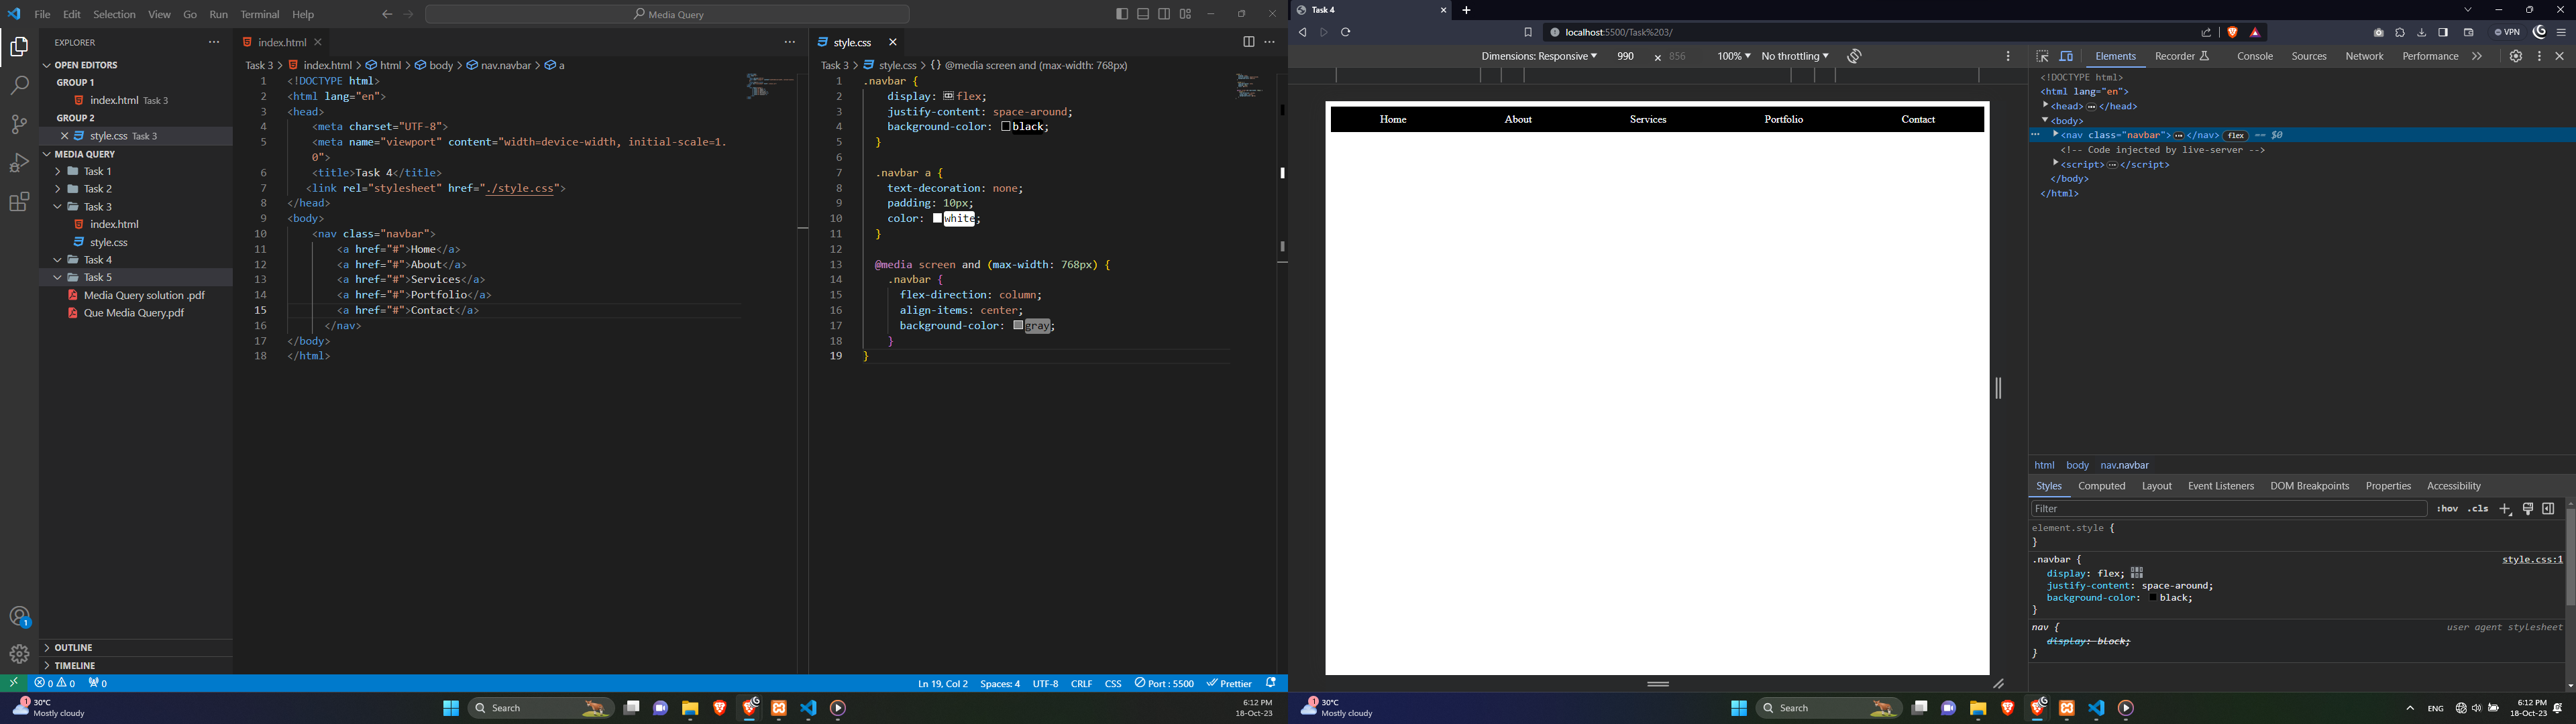 File Edit Selection View Go Run Terminal Help
Media Query
EXPLORER
OPEN EDITORS
GROUP 1
index.html Task 3
GROUP 2
style.css Task 3
MEDIA QUERY
Task 1
Task 2
Task 3
index.html
style.css
Task 4
Task 5
Media Query solution .pdf
Que Media Query.pdf
OUTLINE
TIMELINE
index.html
Task 3 > index.html > html > body > nav.navbar > a
1 <!DOCTYPE html>
2 <html lang="en">
3 <head>
4 <meta charset="UTF-8">
5 <meta name="viewport" content="width=device-width, initial-scale=1.
0">
6 <title>Task 4</title>
7 <link rel="stylesheet" href="./style.css">
8 </head>
9 <body>
10 <nav class="navbar">
11 <a href="#">Home</a>
12 <a href="#">About</a>
13 <a href="#">Services</a>
14 <a href="#">Portfolio</a>
15 <a href="#">Contact</a>
16 </nav>
17 </body>
18 </html>
style.css
Task 3 > style.css > {} @media screen and (max-width: 768px)
1 .navbar {
2 display: flex;
3 justify-content: space-around;
4 background-color: black;
5 }
6
7 .navbar a {
8 text-decoration: none;
9 padding: 10px;
10 color: white;
11 }
12
13 @media screen and (max-width: 768px) {
14 .navbar {
15 flex-direction: column;
16 align-items: center;
17 background-color: gray;
18 }
19 }
0 0 0 Ln 19, Col 2 Spaces: 4 UTF-8 CRLF CSS Port : 5500 Prettier
1 30°C
Mostly cloudy
Search
6:12 PM
18-Oct-23
Task 4
localhost:5500/Task%203/
VPN
Dimensions: Responsive 990 × 856 100% No throttling
Home About Services Portfolio Contact
Elements Recorder Console Sources Network Performance
<!DOCTYPE html>
<html lang="en">
<head> ⋯ </head>
<body>
⋯ <nav class="navbar"> ⋯ </nav> flex == $0
<!-- Code injected by live-server -->
<script> ⋯ </script>
</body>
</html>
html body nav.navbar
Styles Computed Layout Event Listeners DOM Breakpoints Properties Accessibility
Filter :hov .cls
element.style {
}
.navbar { style.css:1
display: flex;
justify-content: space-around;
background-color: black;
}
nav { user agent stylesheet
display: block;
}
1 30°C
Mostly cloudy
Search
ENG
6:12 PM
18-Oct-23